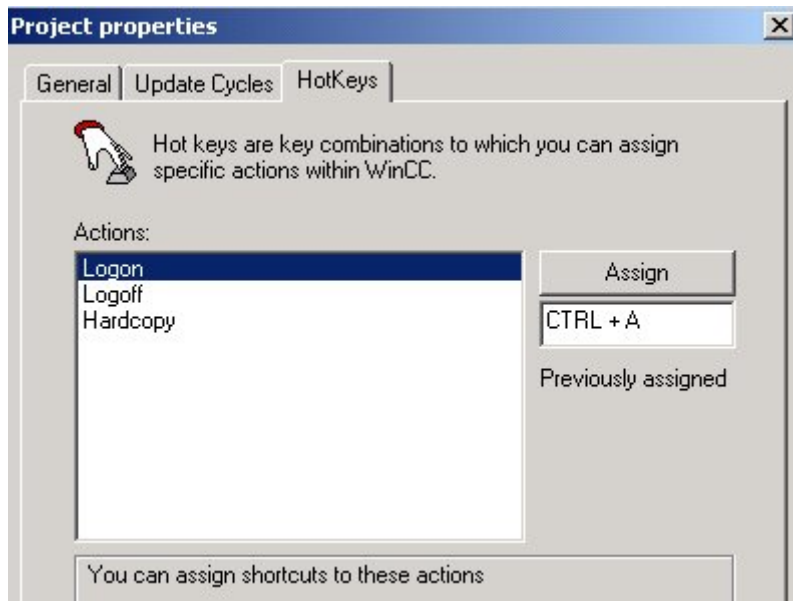 Project properties
General Update Cycles HotKeys
Hot keys are key combinations to which you can assign
specific actions within WinCC.
Actions:
Logon
Logoff
Hardcopy
Assign
CTRL + A
Previously assigned
You can assign shortcuts to these actions